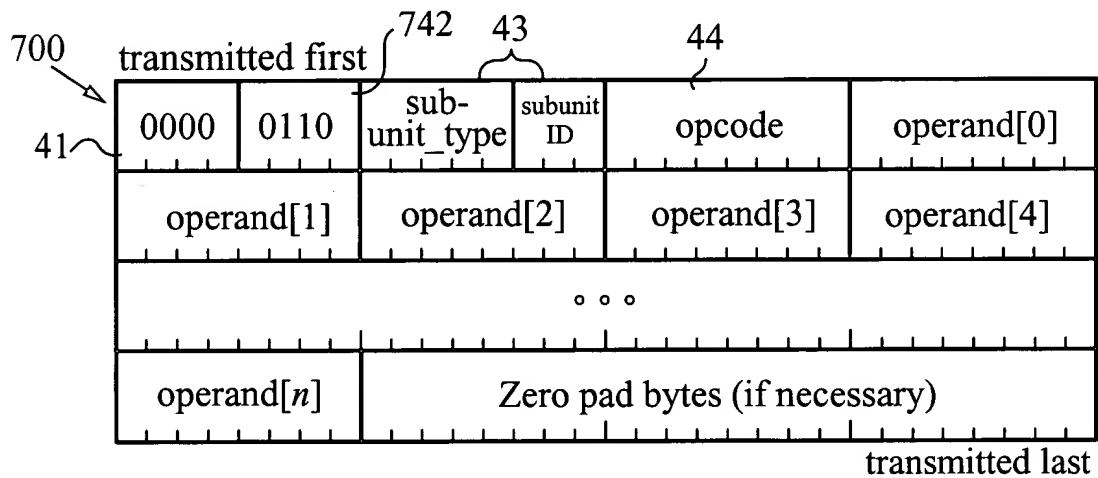 700
transmitted first
742
43
44
41
0000 0110 sub-unit_type subunit ID opcode operand[0]
operand[1] operand[2] operand[3] operand[4]
operand[n] Zero pad bytes (if necessary)
transmitted last